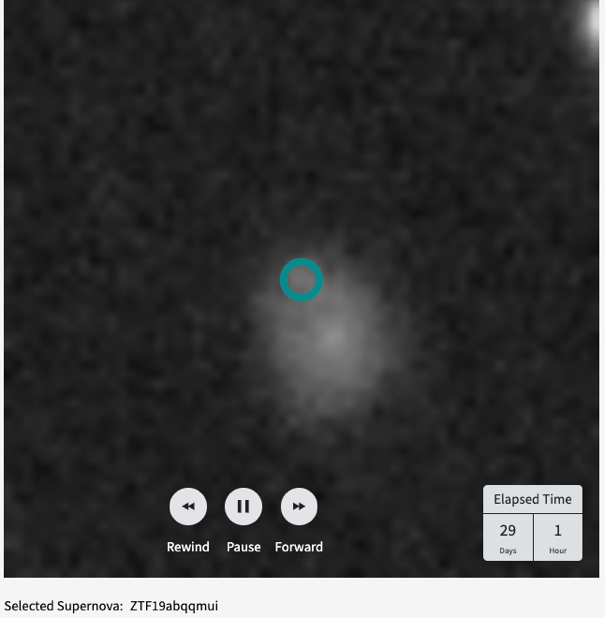 Elapsed Time
29 1
Days Hour
Rewind Pause Forward
Selected Supernova: ZTF19abqqmui